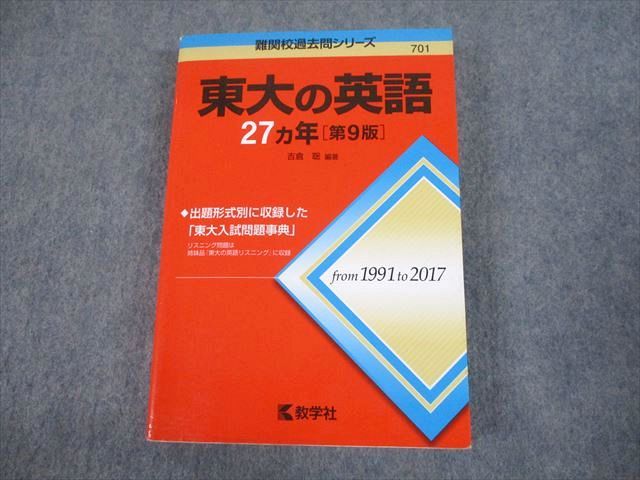 難関校過去問シリーズ
701
東大の英語
27ヵ年[第9版]
古倉 聡 編著
◆出題形式別に収録した
「東大入試問題事典」
リスニング問題は
姉妹品「東大の英語リスニング」に収録
from 1991 to 2017
教学社